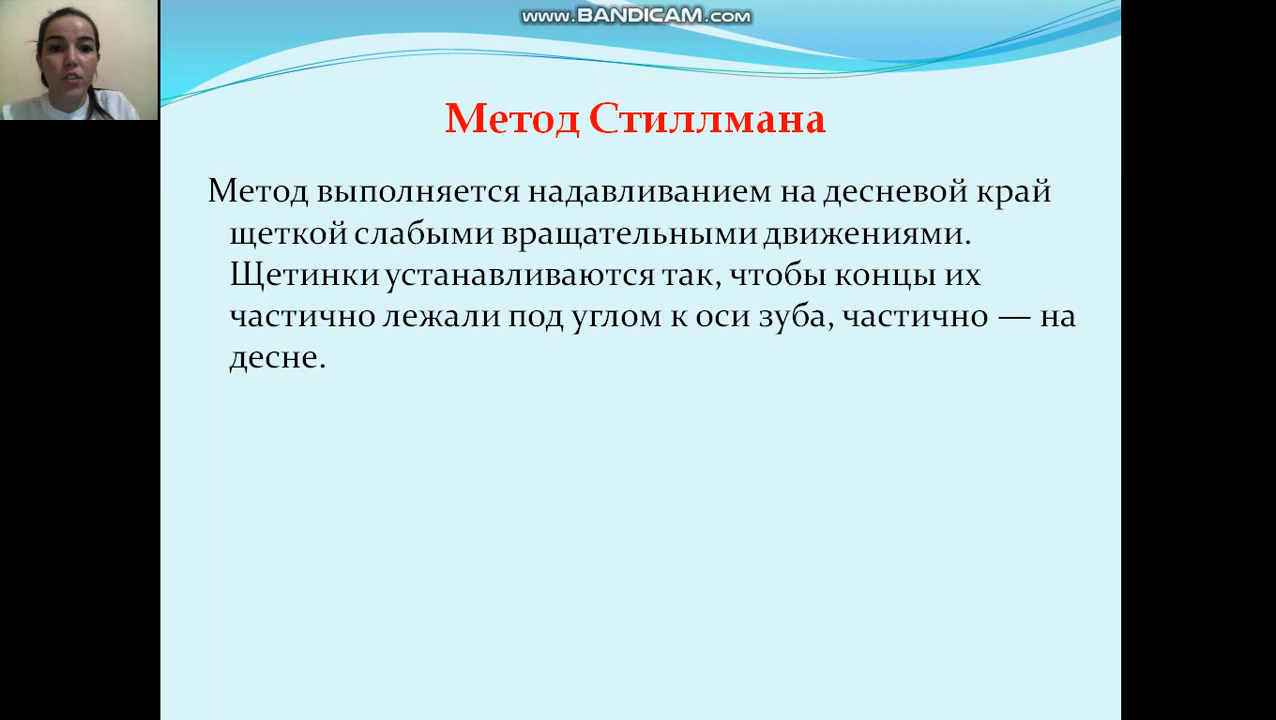 www.BANDICAM.com
Метод Стиллмана
Метод выполняется надавливанием на десневой край
щеткой слабыми вращательными движениями.
Щетинки устанавливаются так, чтобы концы их
частично лежали под углом к оси зуба, частично — на
десне.